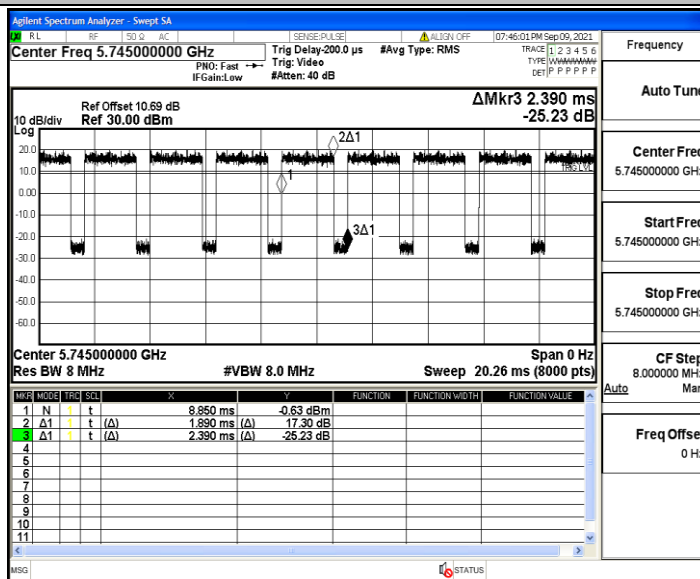 Agilent Spectrum Analyzer - Swept SA
RL RF 50 Ω AC SENSE:PULSE ALIGN OFF 07:46:01 PM Sep 09, 2021
Center Freq 5.745000000 GHz
PNO: Fast
IFGain:Low
Trig Delay-200.0 µs
Trig: Video
#Atten: 40 dB
#Avg Type: RMS
TRACE 1 2 3 4 5 6
TYPE
DET P P P P P P
Ref Offset 10.69 dB
10 dB/div Ref 30.00 dBm
Log
ΔMkr3 2.390 ms
-25.23 dB
20.0
10.0
0.00
-10.0
-20.0
-30.0
-40.0
-50.0
-60.0
2Δ1
1
3Δ1
TRIG LVL
Center 5.745000000 GHz Span 0 Hz
Res BW 8 MHz #VBW 8.0 MHz Sweep 20.26 ms (8000 pts)
MKR MODE TRC SCL X Y FUNCTION FUNCTION WIDTH FUNCTION VALUE
1 N 1 t 8.850 ms -0.63 dBm
2 Δ1 1 t (Δ) 1.890 ms (Δ) 17.30 dB
3 Δ1 1 t (Δ) 2.390 ms (Δ) -25.23 dB
4
5
6
7
8
9
10
11
MSG STATUS
Frequency
Auto Tune
Center Freq
5.745000000 GHz
Start Freq
5.745000000 GHz
Stop Freq
5.745000000 GHz
CF Step
8.000000 MHz
Auto Man
Freq Offset
0 Hz